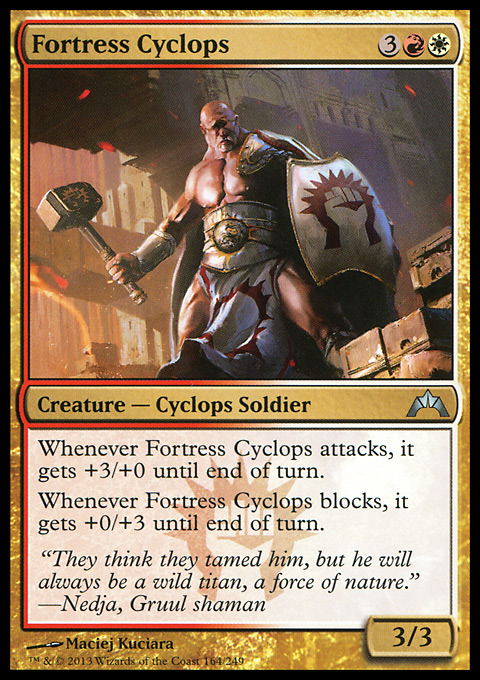 Fortress Cyclops 3
Creature — Cyclops Soldier
Whenever Fortress Cyclops attacks, it
gets +3/+0 until end of turn.
Whenever Fortress Cyclops blocks, it
gets +0/+3 until end of turn.
“They think they tamed him, but he will
always be a wild titan, a force of nature.”
—Nedja, Gruul shaman
3/3
Maciej Kuciara
™ & © 2013 Wizards of the Coast 164/249